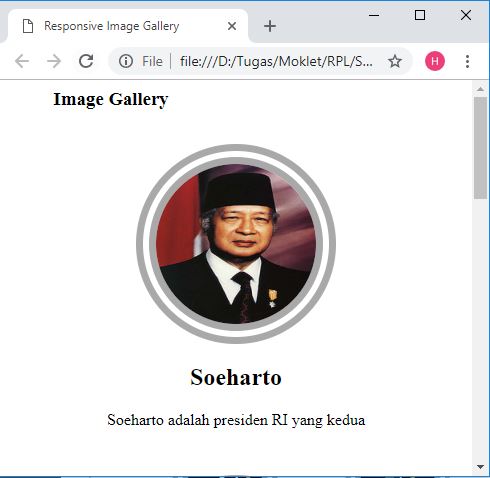 Responsive Image Gallery
File file:///D:/Tugas/Moklet/RPL/S...
H
Image Gallery
Soeharto
Soeharto adalah presiden RI yang kedua